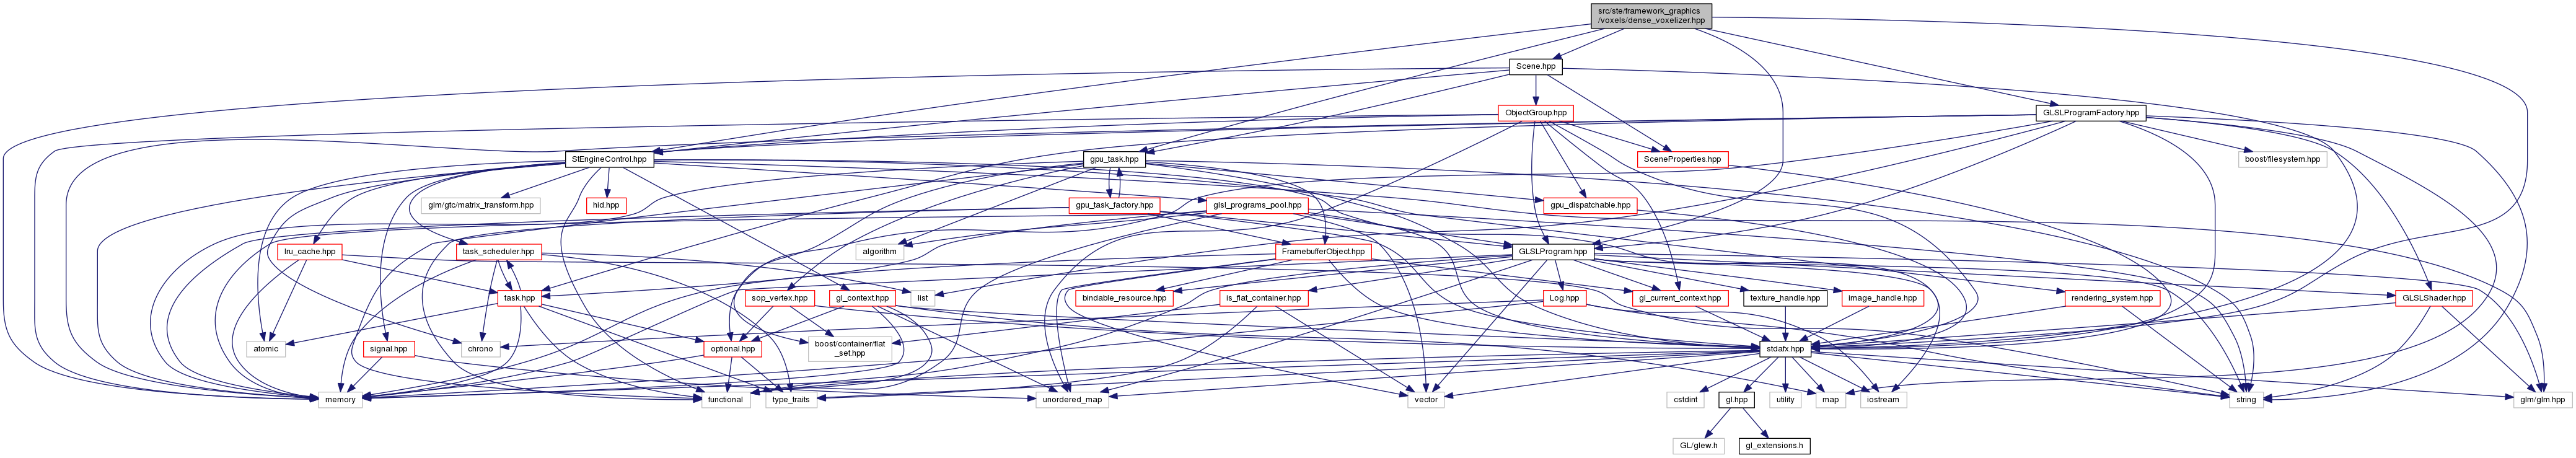 src/ste/framework_graphics
/voxels/dense_voxelizer.hpp
Scene.hpp
ObjectGroup.hpp
GLSLProgramFactory.hpp
StEngineControl.hpp
gpu_task.hpp
SceneProperties.hpp
boost/filesystem.hpp
glm/gtc/matrix_transform.hpp
hid.hpp
gpu_task_factory.hpp
glsl_programs_pool.hpp
gpu_dispatchable.hpp
lru_cache.hpp
task_scheduler.hpp
algorithm
FramebufferObject.hpp
GLSLProgram.hpp
task.hpp
sop_vertex.hpp
gl_context.hpp
list
bindable_resource.hpp
is_flat_container.hpp
Log.hpp
gl_current_context.hpp
texture_handle.hpp
image_handle.hpp
rendering_system.hpp
GLSLShader.hpp
atomic
signal.hpp
chrono
optional.hpp
boost/container/flat
_set.hpp
stdafx.hpp
memory
functional
type_traits
unordered_map
vector
cstdint
gl.hpp
utility
map
iostream
string
glm/glm.hpp
GL/glew.h
gl_extensions.h